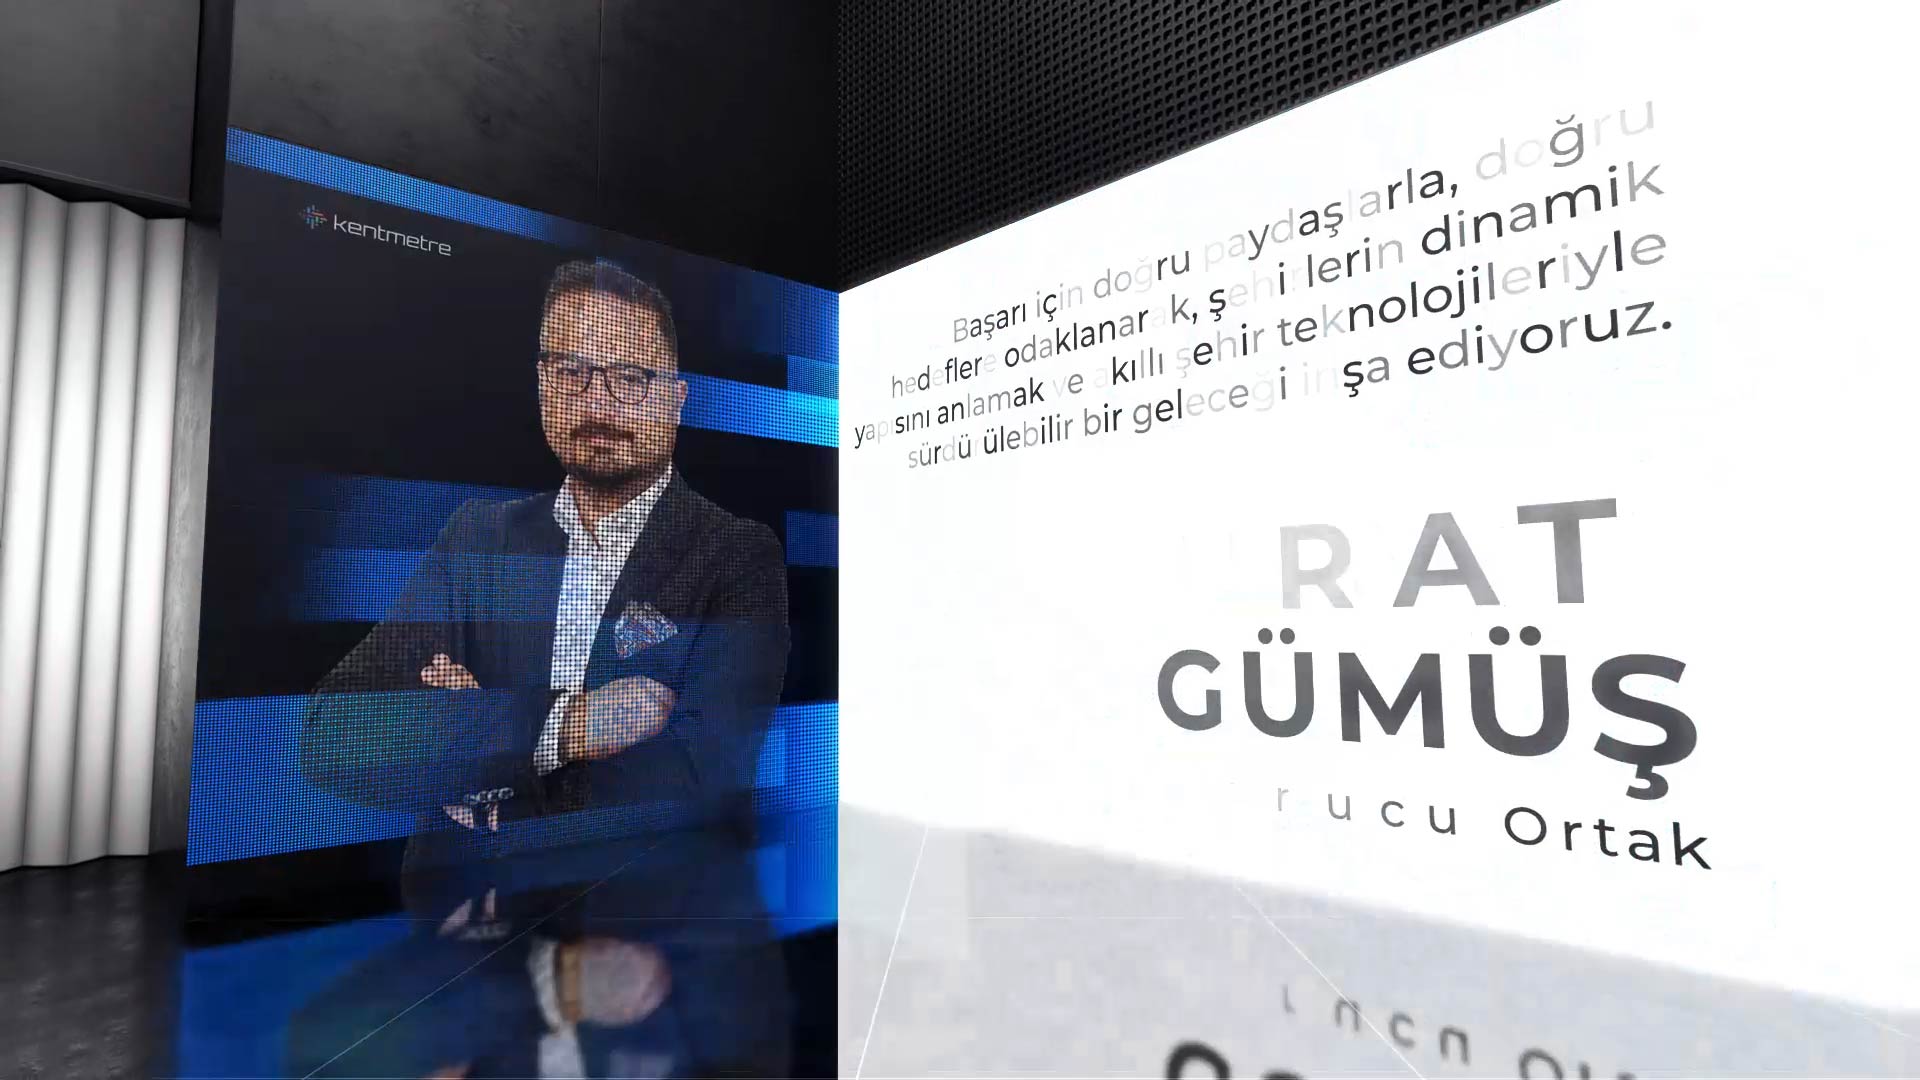 kentmetre
Başarı için doğru paydaşlarla, doğru
hedeflere odaklanarak, şehirlerin dinamik
yapısını anlamak ve akıllı şehir teknolojileriyle
sürdürülebilir bir geleceği inşa ediyoruz.
RAT
GÜMÜŞ
rucu Ortak